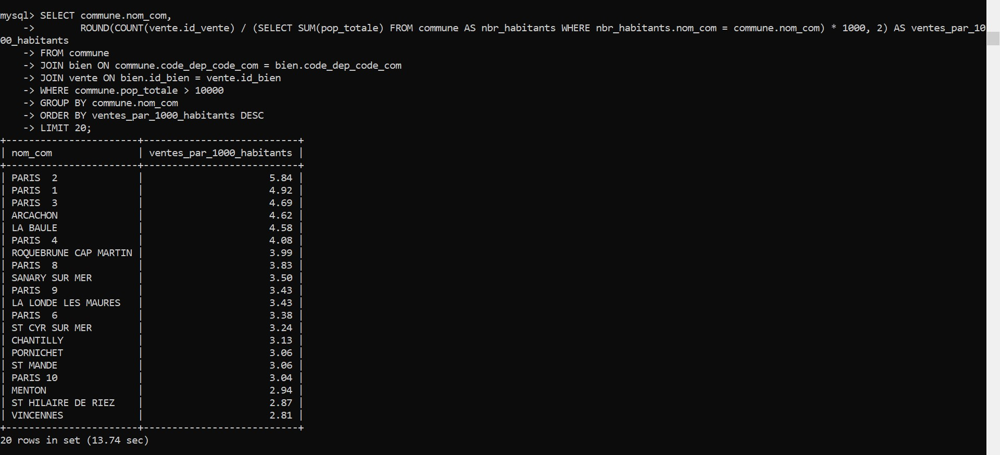 mysql> SELECT commune.nom_com,
    ->        ROUND(COUNT(vente.id_vente) / (SELECT SUM(pop_totale) FROM commune AS nbr_habitants WHERE nbr_habitants.nom_com = commune.nom_com) * 1000, 2) AS ventes_par_10
00_habitants
    -> FROM commune
    -> JOIN bien ON commune.code_dep_code_com = bien.code_dep_code_com
    -> JOIN vente ON bien.id_bien = vente.id_bien
    -> WHERE commune.pop_totale > 10000
    -> GROUP BY commune.nom_com
    -> ORDER BY ventes_par_1000_habitants DESC
    -> LIMIT 20;
+-----------------------+---------------------------+
| nom_com               | ventes_par_1000_habitants |
+-----------------------+---------------------------+
| PARIS  2              |                      5.84 |
| PARIS  1              |                      4.92 |
| PARIS  3              |                      4.69 |
| ARCACHON              |                      4.62 |
| LA BAULE              |                      4.58 |
| PARIS  4              |                      4.08 |
| ROQUEBRUNE CAP MARTIN |                      3.99 |
| PARIS  8              |                      3.83 |
| SANARY SUR MER        |                      3.50 |
| PARIS  9              |                      3.43 |
| LA LONDE LES MAURES   |                      3.43 |
| PARIS  6              |                      3.38 |
| ST CYR SUR MER        |                      3.24 |
| CHANTILLY             |                      3.13 |
| PORNICHET             |                      3.06 |
| ST MANDE              |                      3.06 |
| PARIS 10              |                      3.04 |
| MENTON                |                      2.94 |
| ST HILAIRE DE RIEZ    |                      2.87 |
| VINCENNES             |                      2.81 |
+-----------------------+---------------------------+
20 rows in set (13.74 sec)